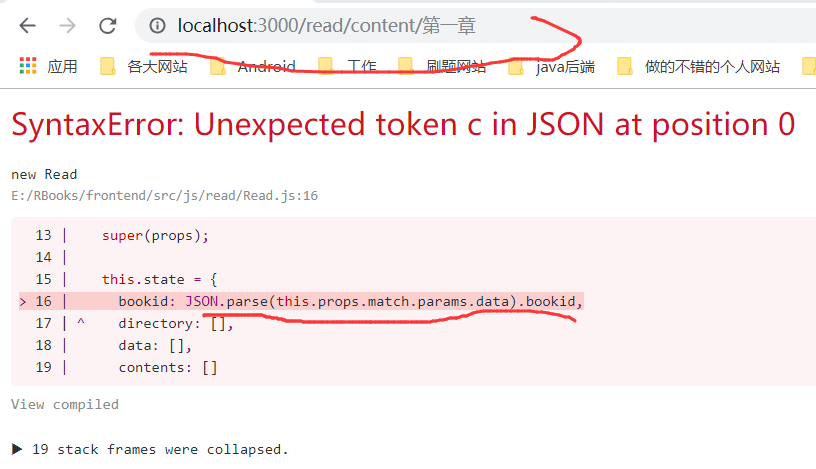 localhost:3000/read/content/第一章
应用 各大网站 Android 工作 刷题网站 java后端 做的不错的个人网站
SyntaxError: Unexpected token c in JSON at position 0
new Read
E:/RBooks/frontend/src/js/read/Read.js:16
13 | super(props);
14 |
15 | this.state = {
> 16 | bookid: JSON.parse(this.props.match.params.data).bookid,
17 | ^ directory: [],
18 | data: [],
19 | contents: []
View compiled
▶ 19 stack frames were collapsed.